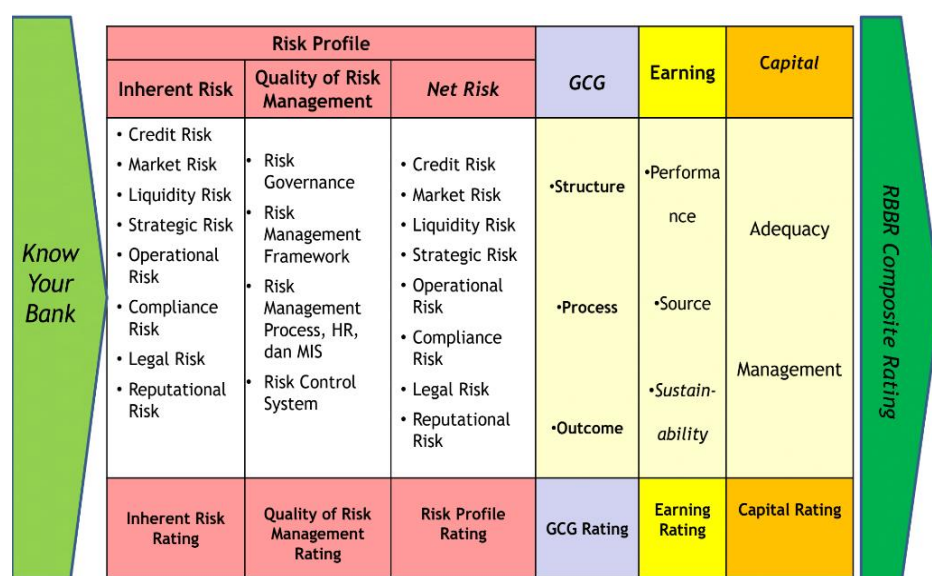 Know
Your
Bank
Risk Profile
Inherent Risk
Quality of Risk
Management
Net Risk
GCG
Earning
Capital
• Credit Risk
• Market Risk
• Liquidity Risk
• Strategic Risk
• Operational
Risk
• Compliance
Risk
• Legal Risk
• Reputational
Risk
• Risk
Governance
• Risk
Management
Framework
• Risk
Management
Process, HR,
dan MIS
• Risk Control
System
• Credit Risk
• Market Risk
• Liquidity Risk
• Strategic Risk
• Operational
Risk
• Compliance
Risk
• Legal Risk
• Reputational
Risk
•Structure
•Process
•Outcome
•Performa
nce
•Source
•Sustain-
ability
Adequacy
Management
Inherent Risk
Rating
Quality of Risk
Management
Rating
Risk Profile
Rating
GCG Rating
Earning
Rating
Capital Rating
RBBR Composite Rating